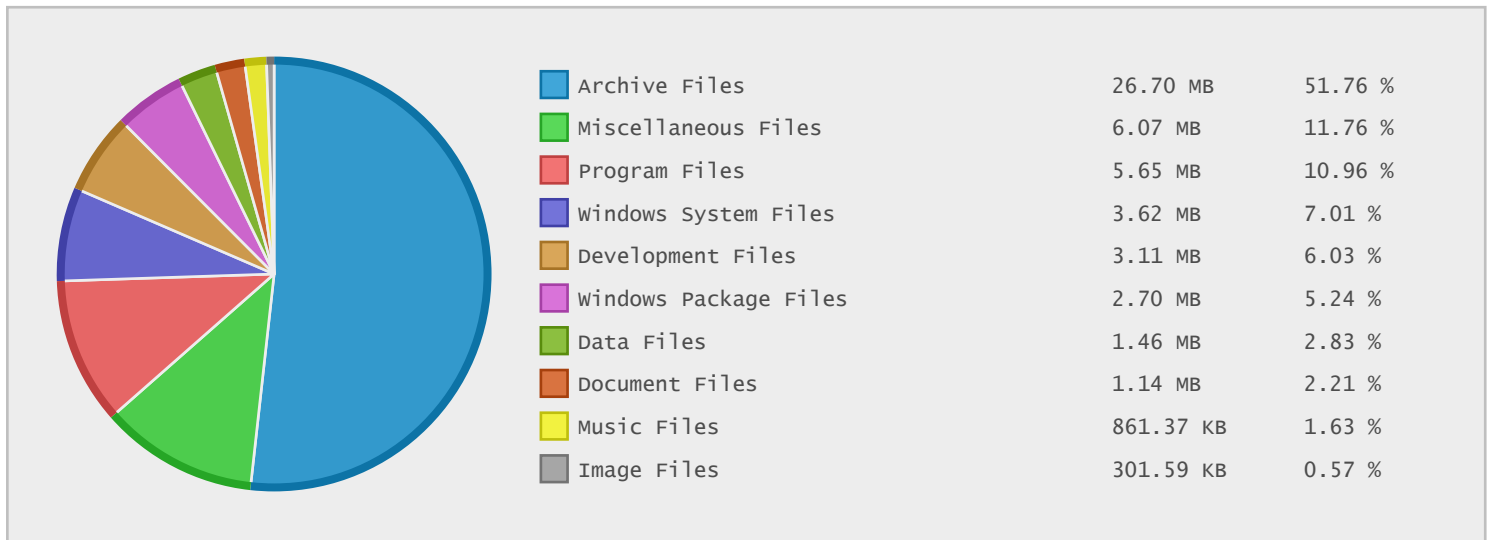 Archive Files 26.70 MB 51.76 %
Miscellaneous Files 6.07 MB 11.76 %
Program Files 5.65 MB 10.96 %
Windows System Files 3.62 MB 7.01 %
Development Files 3.11 MB 6.03 %
Windows Package Files 2.70 MB 5.24 %
Data Files 1.46 MB 2.83 %
Document Files 1.14 MB 2.21 %
Music Files 861.37 KB 1.63 %
Image Files 301.59 KB 0.57 %